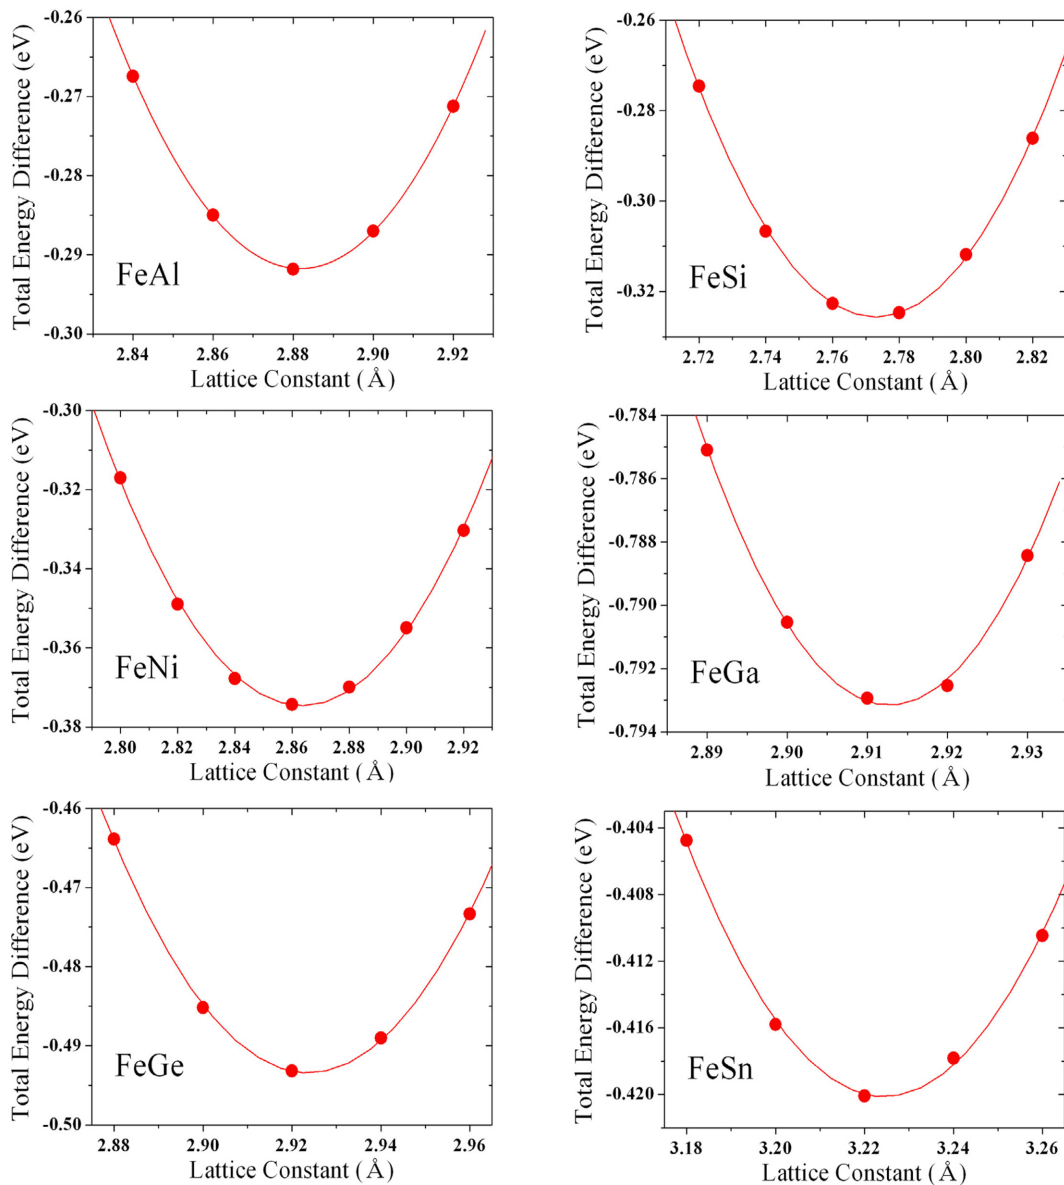 -0.26
-0.27
-0.28
-0.29
-0.30
Total Energy Difference (eV)
FeAl
2.84 2.86 2.88 2.90 2.92
Lattice Constant (Å)
-0.26
-0.28
-0.30
-0.32
Total Energy Difference (eV)
FeSi
2.72 2.74 2.76 2.78 2.80 2.82
Lattice Constant (Å)
-0.30
-0.32
-0.34
-0.36
-0.38
Total Energy Difference (eV)
FeNi
2.80 2.82 2.84 2.86 2.88 2.90 2.92
Lattice Constant (Å)
-0.784
-0.786
-0.788
-0.790
-0.792
-0.794
Total Energy Difference (eV)
FeGa
2.89 2.90 2.91 2.92 2.93
Lattice Constant (Å)
-0.46
-0.47
-0.48
-0.49
-0.50
Total Energy Difference (eV)
FeGe
2.88 2.90 2.92 2.94 2.96
Lattice Constant (Å)
-0.404
-0.408
-0.412
-0.416
-0.420
Total Energy Difference (eV)
FeSn
3.18 3.20 3.22 3.24 3.26
Lattice Constant (Å)